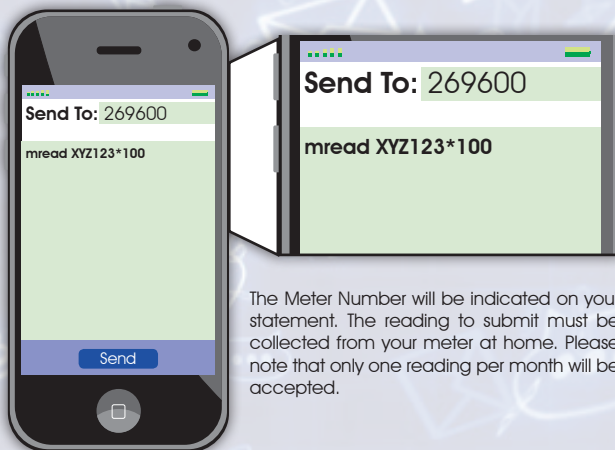 Send To: 269600
mread XYZ123*100
Send
Send To: 269600
mread XYZ123*100
The Meter Number will be indicated on you
statement. The reading to submit must be
collected from your meter at home. Please
note that only one reading per month will be
accepted.